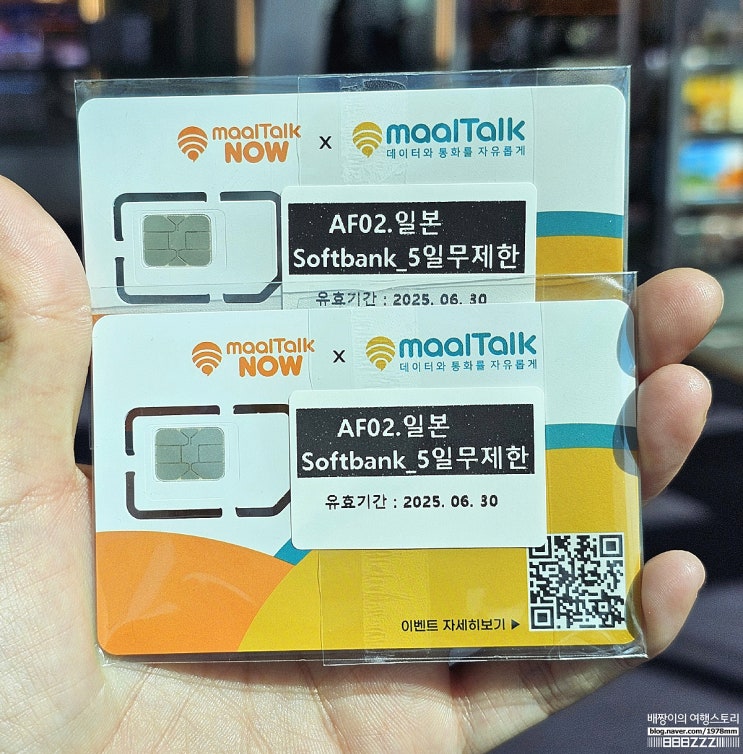 maalTalk NOW x maalTalk
데이터와 통화를 자유롭게
AF02.일본
Softbank_5일무제한
유효기간 : 2025. 06. 30
maalTalk NOW x maalTalk
데이터와 통화를 자유롭게
AF02.일본
Softbank_5일무제한
유효기간 : 2025. 06. 30
이벤트 자세히보기 ▶
배짱이의 여행스토리
blog.naver.com/1978mm
BBBZZZ